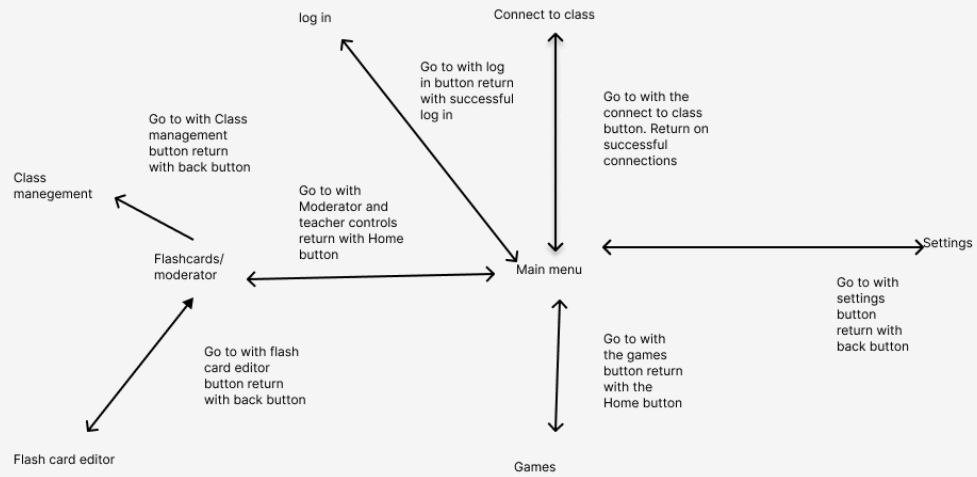 log in
Connect to class
Go to with log
in button return
with successful
log in
Go to with the
connect to class
button. Return on
successful
connections
Go to with Class
management
button return
with back button
Class
manegement
Go to with
Moderator and
teacher controls
return with Home
button
Flashcards/
moderator
Main menu
Settings
Go to with
settings
button
return with
back button
Go to with flash
card editor
button return
with back button
Go to with
the games
button return
with the
Home button
Flash card editor
Games